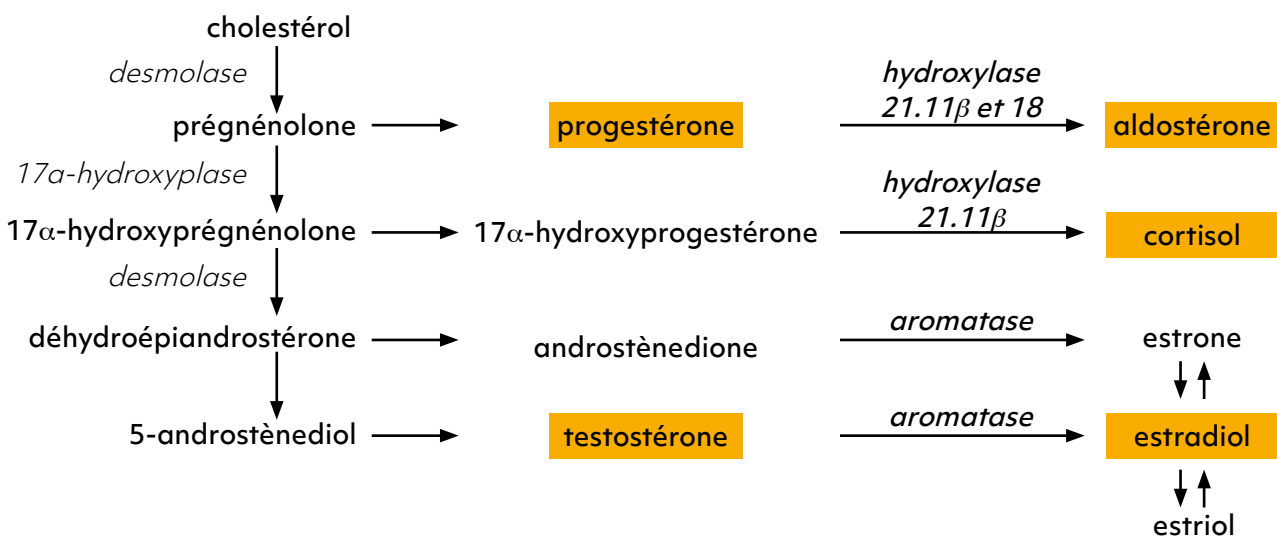 cholestérol
desmolase
hydroxylase
21.11β et 18
prégnénolone
progestérone
aldostérone
17a-hydroxyplase
hydroxylase
21.11β
17α-hydroxyprégnénolone
17α-hydroxyprogestérone
cortisol
desmolase
déhydroépiandrostérone
androstènedione
aromatase
estrone
5-androstènediol
testostérone
aromatase
estradiol
estriol